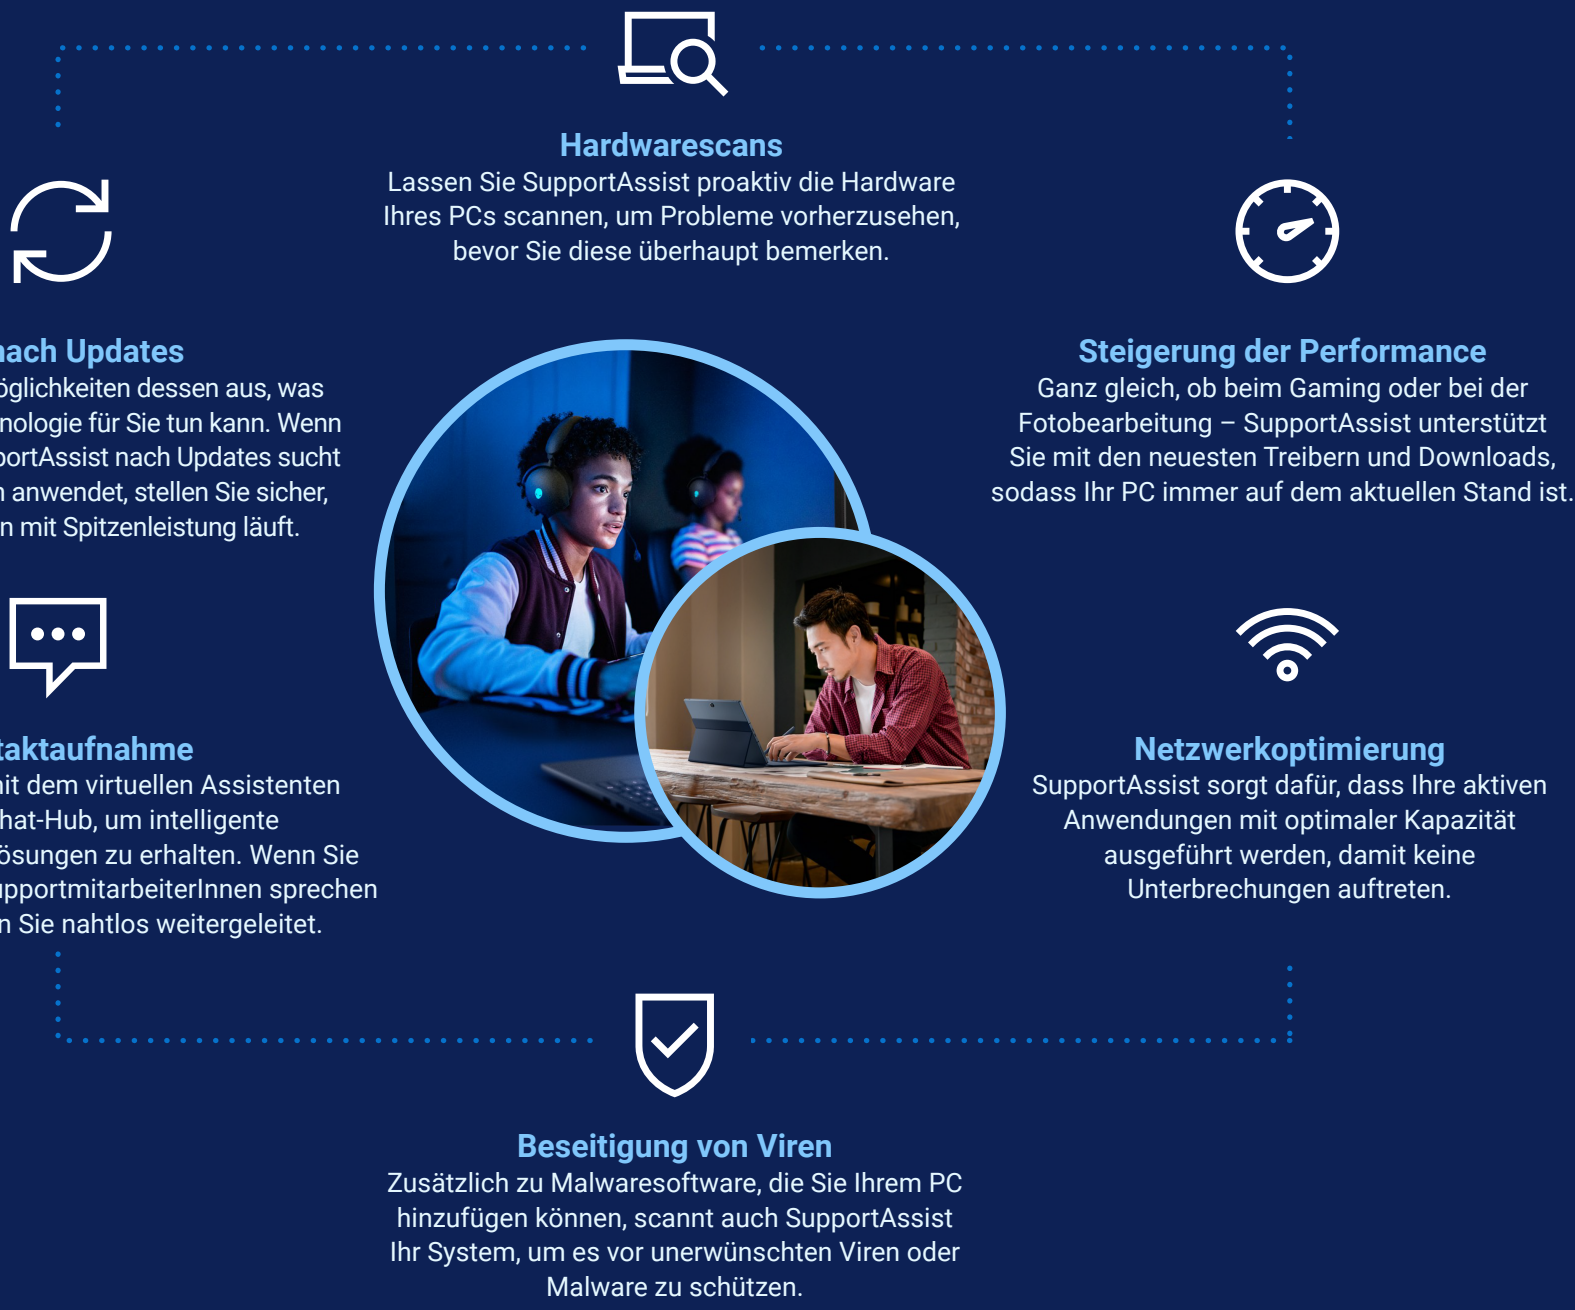 Hardwarescans
Lassen Sie SupportAssist proaktiv die Hardware
Ihres PCs scannen, um Probleme vorherzusehen,
bevor Sie diese überhaupt bemerken.
nach Updates
öglichkeiten dessen aus, was
nologie für Sie tun kann. Wenn
portAssist nach Updates sucht
n anwendet, stellen Sie sicher,
n mit Spitzenleistung läuft.
Steigerung der Performance
Ganz gleich, ob beim Gaming oder bei der
Fotobearbeitung – SupportAssist unterstützt
Sie mit den neuesten Treibern und Downloads,
sodass Ihr PC immer auf dem aktuellen Stand ist.
taktaufnahme
mit dem virtuellen Assistenten
hat-Hub, um intelligente
ösungen zu erhalten. Wenn Sie
upportmitarbeiterInnen sprechen
n Sie nahtlos weitergeleitet.
Netzwerkoptimierung
SupportAssist sorgt dafür, dass Ihre aktiven
Anwendungen mit optimaler Kapazität
ausgeführt werden, damit keine
Unterbrechungen auftreten.
Beseitigung von Viren
Zusätzlich zu Malwaresoftware, die Sie Ihrem PC
hinzufügen können, scannt auch SupportAssist
Ihr System, um es vor unerwünschten Viren oder
Malware zu schützen.